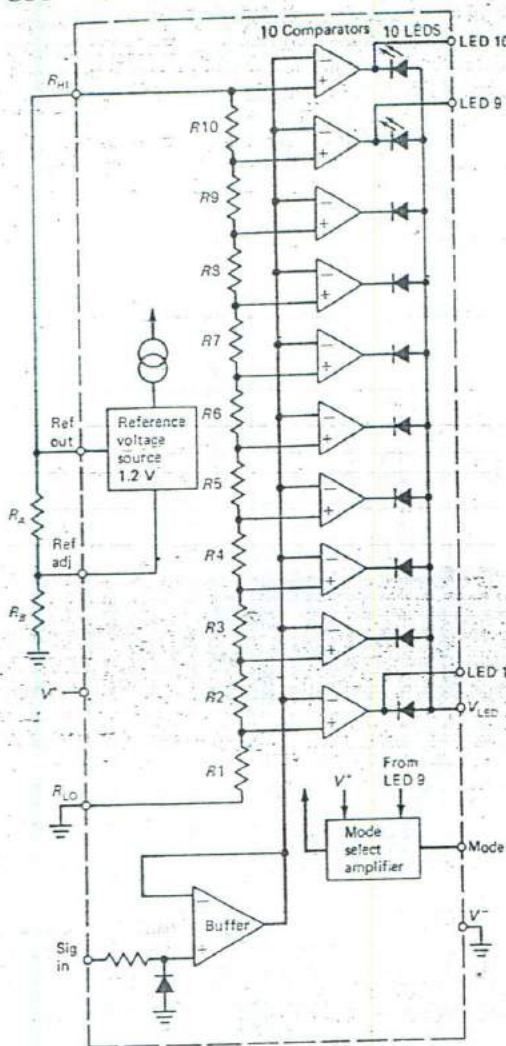 10 Comparators
10 LEDS
LED 10
R_HI
LED 9
R10
R9
R8
R7
R6
R5
R4
R3
R2
R1
Ref
out
Reference
voltage
source
1.2 V
R_A
Ref
adj
R_B
V⁻
LED 1
V_LED
R_LO
V⁺
From
LED 9
Mode
select
amplifier
Mode
V⁻
Buffer
Sig
in